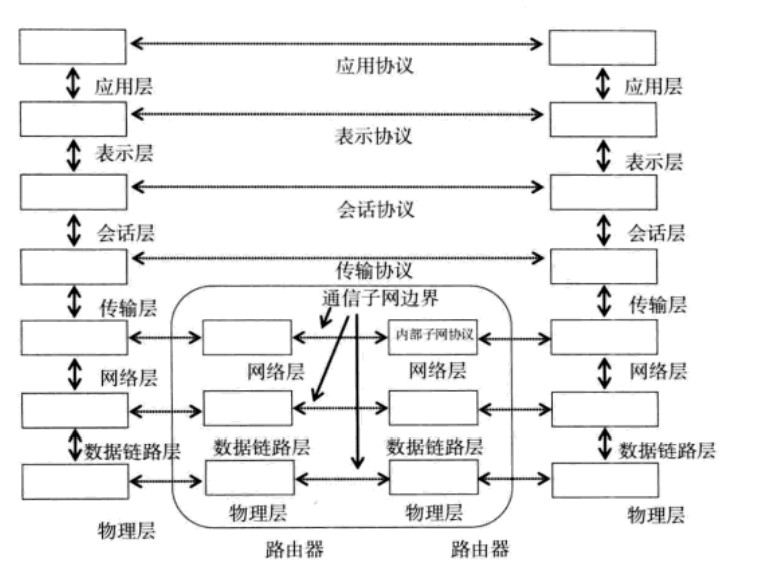 应用协议
应用层
应用层
表示协议
表示层
表示层
会话协议
会话层
会话层
传输协议
通信子网边界
传输层
传输层
内部子网协议
网络层
网络层
网络层
网络层
数据链路层
数据链路层
数据链路层
数据链路层
物理层
物理层
物理层
物理层
路由器
路由器